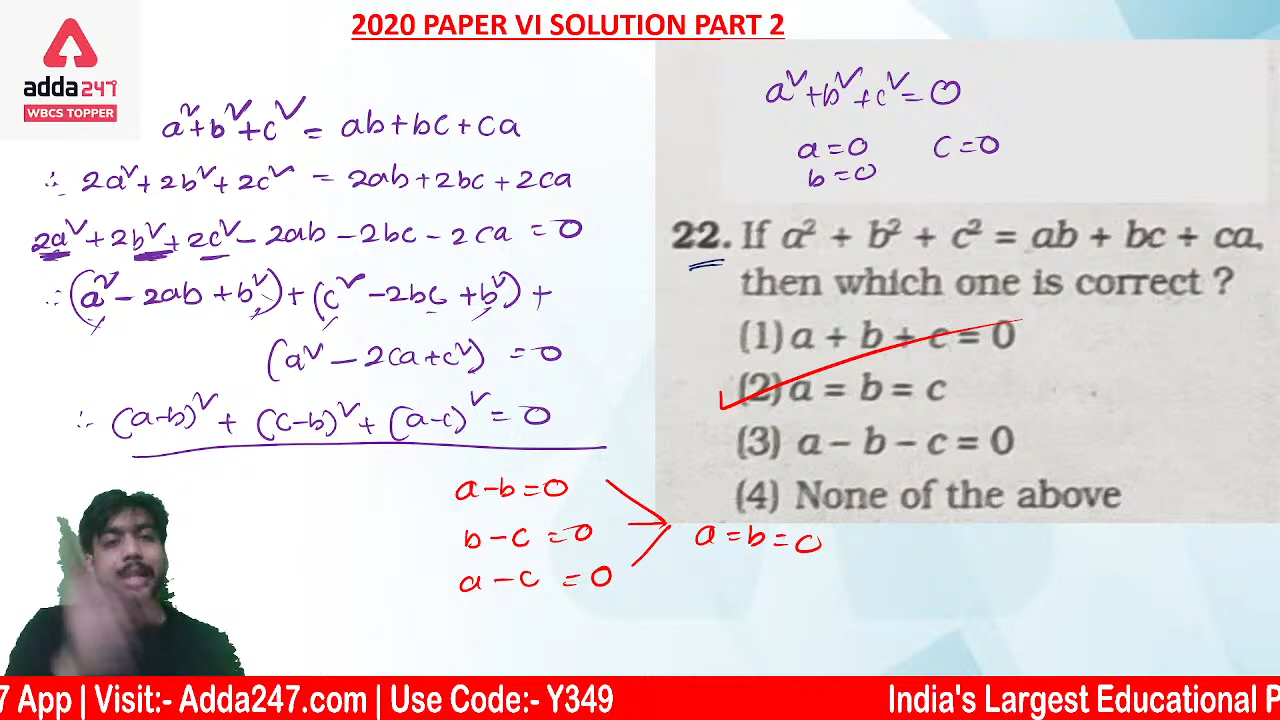 2020 PAPER VI SOLUTION PART 2
adda247
WBCS TOPPER
a² + b² + c² = ab + bc + ca
∴ 2a² + 2b² + 2c² = 2ab + 2bc + 2ca
2a² + 2b² + 2c² - 2ab - 2bc - 2ca = 0
∴ (a² - 2ab + b²) + (c² - 2bc + b²) +
(a² - 2ca + c²) = 0
∴ (a-b)² + (c-b)² + (a-c)² = 0
a - b = 0
b - c = 0
a - c = 0
a = b = c
a² + b² + c² = 0
a = 0 c = 0
b = 0
22. If a² + b² + c² = ab + bc + ca,
then which one is correct ?
(1) a + b + c = 0
(2) a = b = c
(3) a - b - c = 0
(4) None of the above
7 App | Visit:- Adda247.com | Use Code:- Y349
India's Largest Educational P